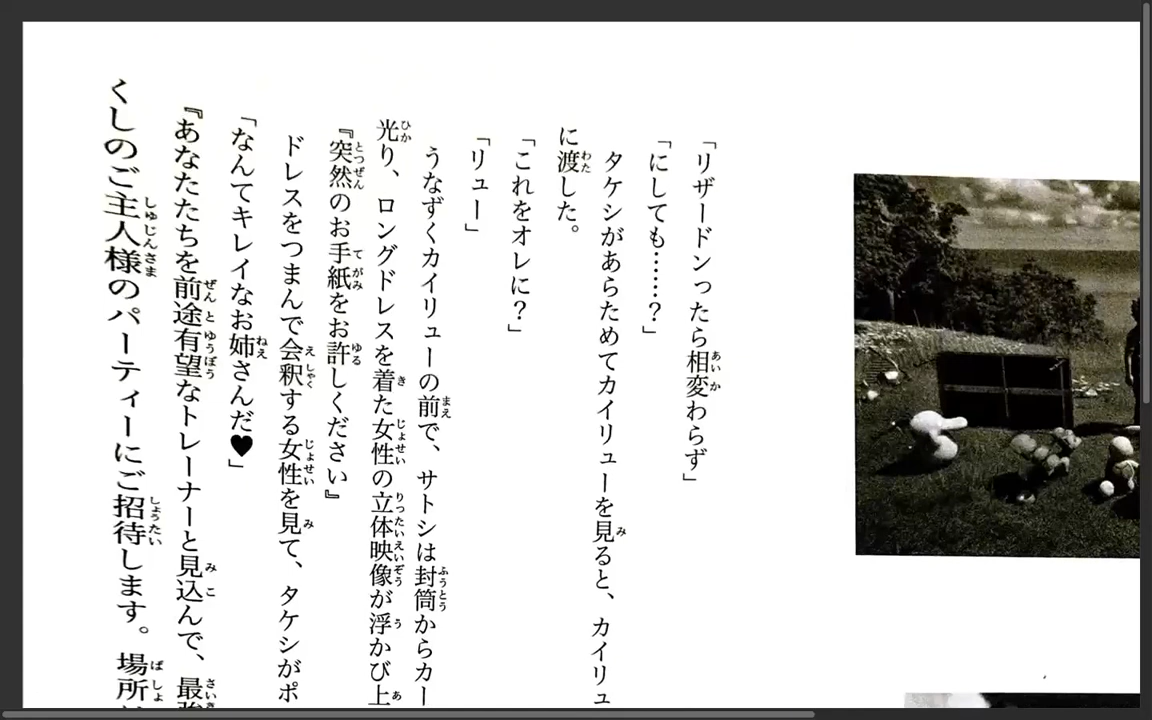 「リザードンったら相変わらず」
「にしても……？」
タケシがあらためてカイリューを見ると、カイリュ
に渡した。
「これをオレに？」
「リュー」
うなずくカイリューの前で、サトシは封筒からカー
光り、ロングドレスを着た女性の立体映像が浮かび上
『突然のお手紙をお許しください』
ドレスをつまんで会釈する女性を見て、タケシがポ
「なんてキレイなお姉さんだ♥」
『あなたたちを前途有望なトレーナーと見込んで、最
くしのご主人様のパーティーにご招待します。場所